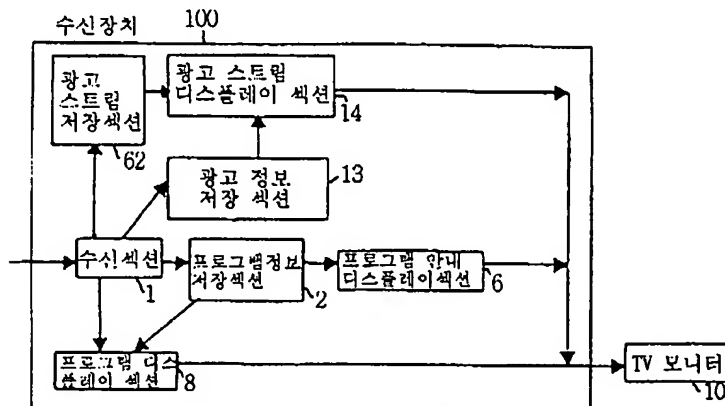 수신장치
100
광고
스트림
저장섹션
62
광고 스트림
디스플레이 섹션
14
광고 정보
저장 섹션
13
수신섹션
1
프로그램정보
저장섹션
2
프로그램 안내
디스플레이섹션
6
프로그램 디스
플레이 섹션
8
TV 모니터
10